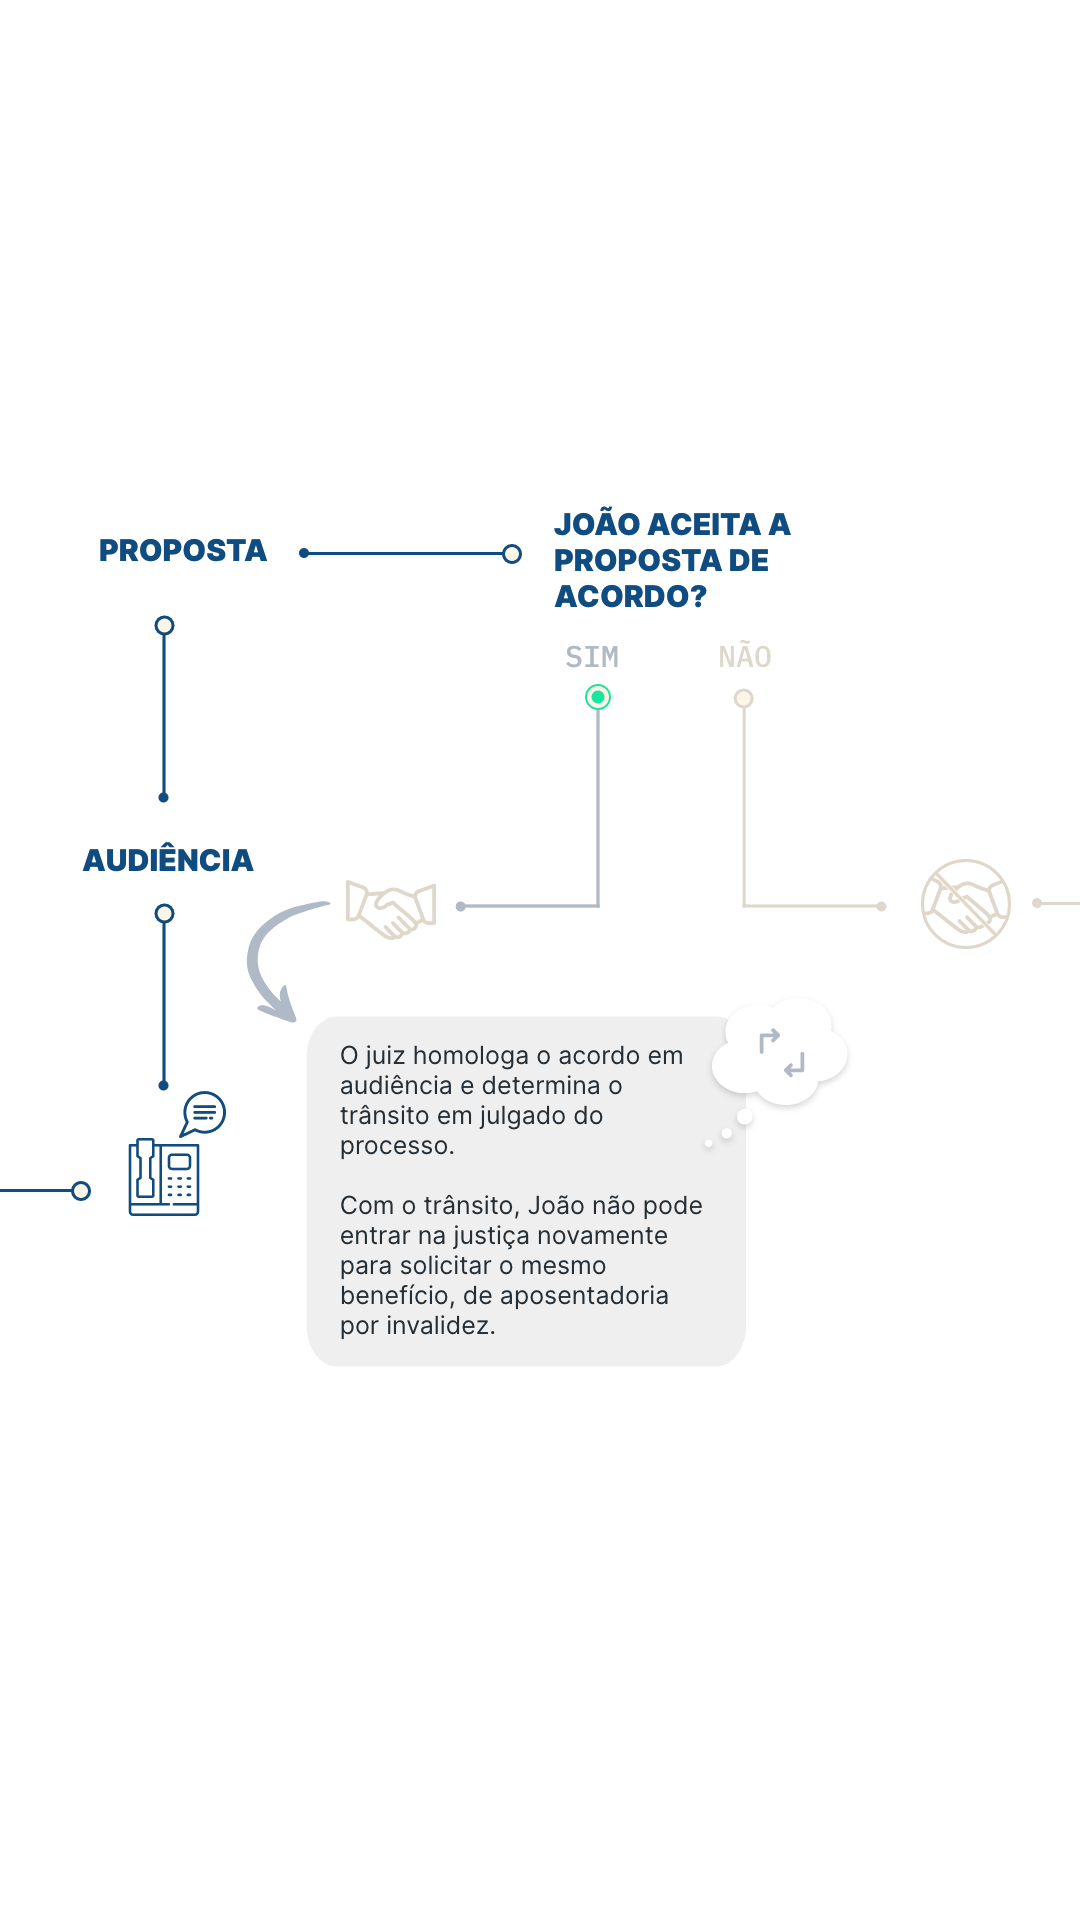 PROPOSTA
JOÃO ACEITA A
PROPOSTA DE
ACORDO?
SIM
NÃO
AUDIÊNCIA
O juiz homologa o acordo em
audiência e determina o
trânsito em julgado do
processo.
Com o trânsito, João não pode
entrar na justiça novamente
para solicitar o mesmo
benefício, de aposentadoria
por invalidez.